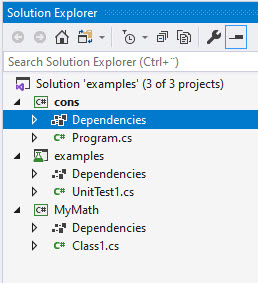 Solution Explorer
Search Solution Explorer (Ctrl+¨)
Solution 'examples' (3 of 3 projects)
C# cons
Dependencies
C# Program.cs
examples
Dependencies
C# UnitTest1.cs
C# MyMath
Dependencies
C# Class1.cs